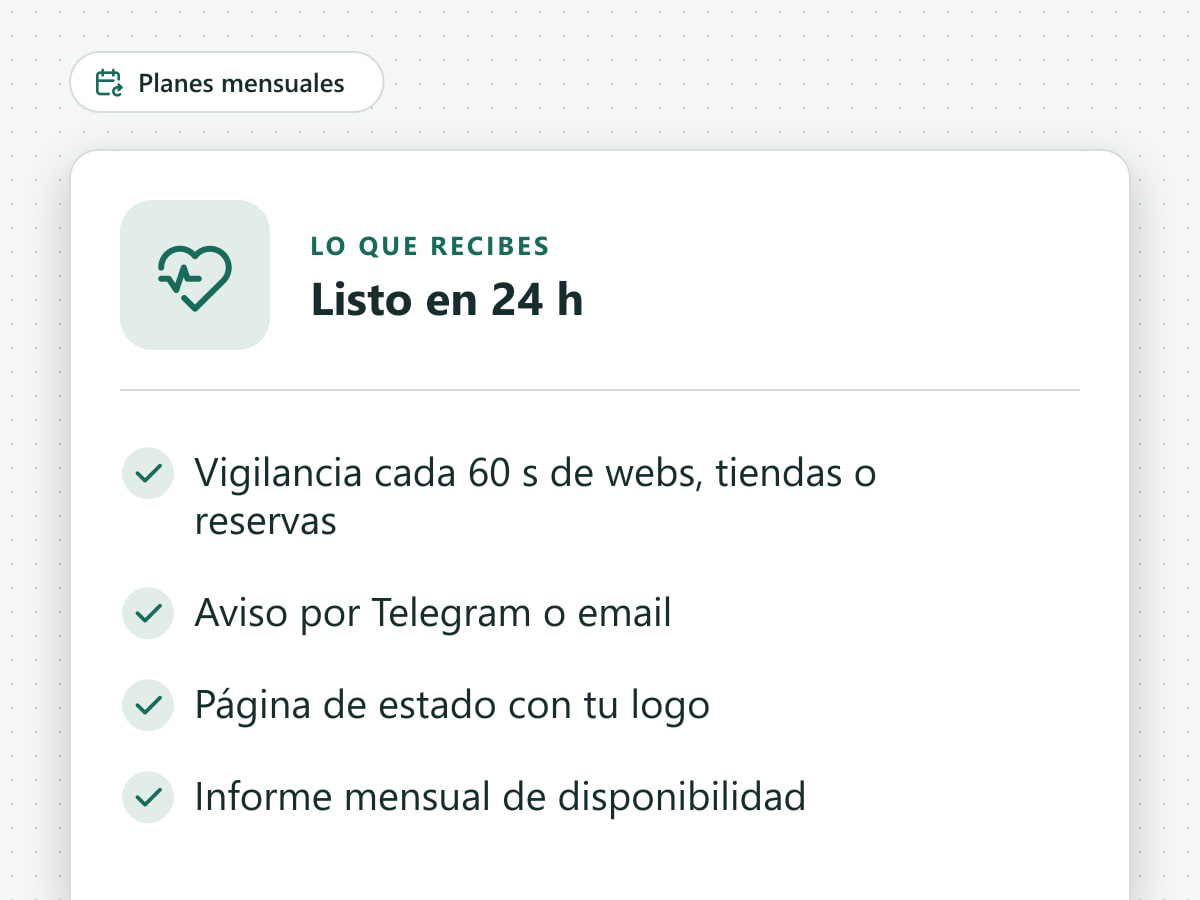 Planes mensuales
LO QUE RECIBES
Listo en 24 h
Vigilancia cada 60 s de webs, tiendas o
reservas
Aviso por Telegram o email
Página de estado con tu logo
Informe mensual de disponibilidad